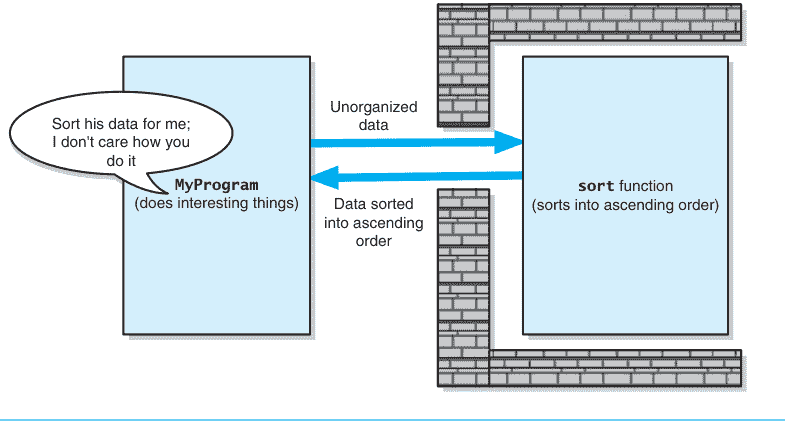 Sort his data for me;
I don't care how you
do it
MyProgram
(does interesting things)
Unorganized
data
Data sorted
into ascending
order
sort function
(sorts into ascending order)